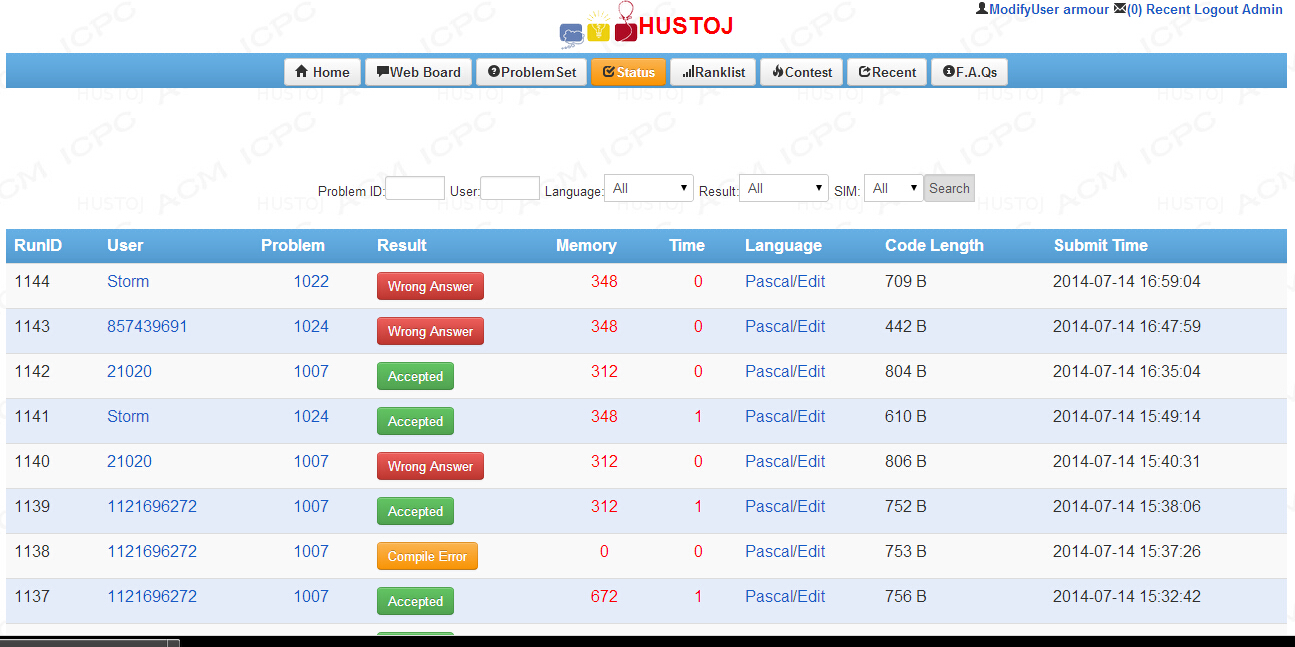 ModifyUser armour (0) Recent Logout Admin
HUSTOJ
Home Web Board ProblemSet Status Ranklist Contest Recent F.A.Qs
Problem ID: User: Language: All Result: All SIM: All Search
RunID User Problem Result Memory Time Language Code Length Submit Time
1144 Storm 1022 Wrong Answer 348 0 Pascal/Edit 709 B 2014-07-14 16:59:04
1143 857439691 1024 Wrong Answer 348 0 Pascal/Edit 442 B 2014-07-14 16:47:59
1142 21020 1007 Accepted 312 0 Pascal/Edit 804 B 2014-07-14 16:35:04
1141 Storm 1024 Accepted 348 1 Pascal/Edit 610 B 2014-07-14 15:49:14
1140 21020 1007 Wrong Answer 312 0 Pascal/Edit 806 B 2014-07-14 15:40:31
1139 1121696272 1007 Accepted 312 1 Pascal/Edit 752 B 2014-07-14 15:38:06
1138 1121696272 1007 Compile Error 0 0 Pascal/Edit 753 B 2014-07-14 15:37:26
1137 1121696272 1007 Accepted 672 1 Pascal/Edit 756 B 2014-07-14 15:32:42